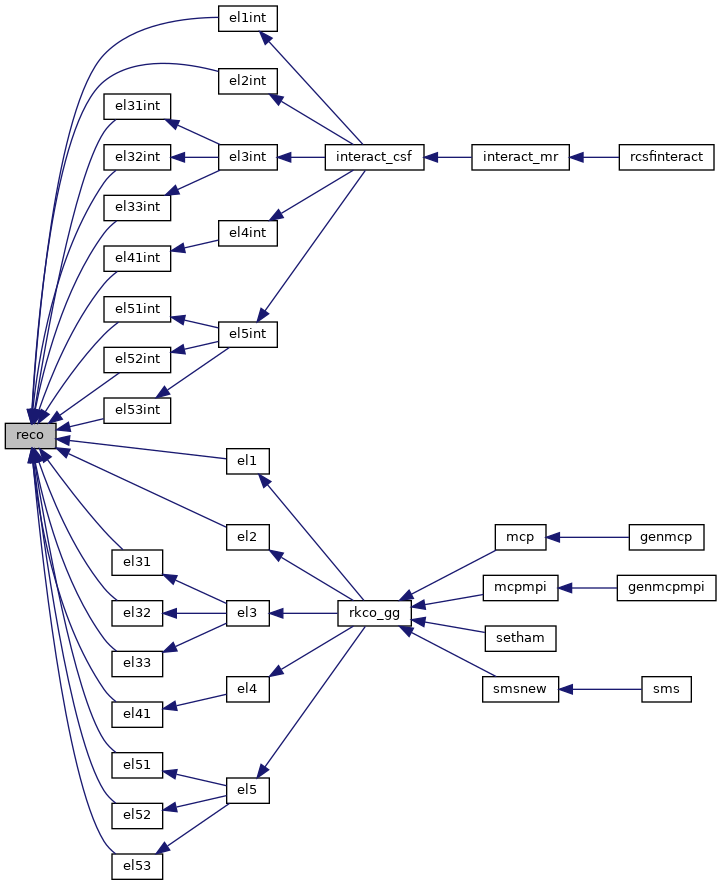 el1int
el2int
el31int
el32int
el3int
interact_csf
interact_mr
rcsfinteract
el33int
el4int
el41int
el51int
el5int
el52int
el53int
reco
el1
el2
mcp
genmcp
el31
mcpmpi
genmcpmpi
el32
el3
rkco_gg
setham
el33
el4
smsnew
sms
el41
el51
el5
el52
el53